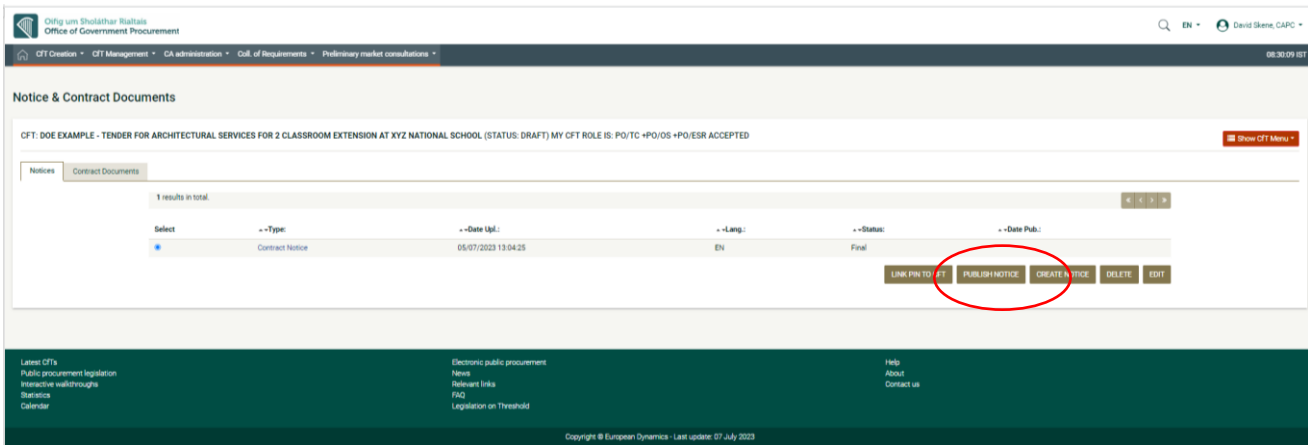 Oifig um Sholáthar Rialtais
Office of Government Procurement
EN
David Skene, CAPC
CfT Creation CfT Management CA administration Coll. of Requirements Preliminary market consultations
08:30:09 IST
Notice & Contract Documents
CFT: DOE EXAMPLE - TENDER FOR ARCHITECTURAL SERVICES FOR 2 CLASSROOM EXTENSION AT XYZ NATIONAL SCHOOL (STATUS: DRAFT) MY CFT ROLE IS: PO/TC +PO/OS +PO/ESR ACCEPTED
Show CfT Menu
Notices Contract Documents
1 results in total.
« < > »
Select Type: Date Upl.: Lang.: Status: Date Pub.:
Contract Notice 05/07/2023 13:04:25 EN Final
LINK PIN TO CFT PUBLISH NOTICE CREATE NOTICE DELETE EDIT
Latest CfTs
Public procurement legislation
Interactive walkthroughs
Statistics
Calendar
Electronic public procurement
News
Relevant links
FAQ
Legislation on Threshold
Help
About
Contact us
Copyright © European Dynamics - Last update: 07 July 2023